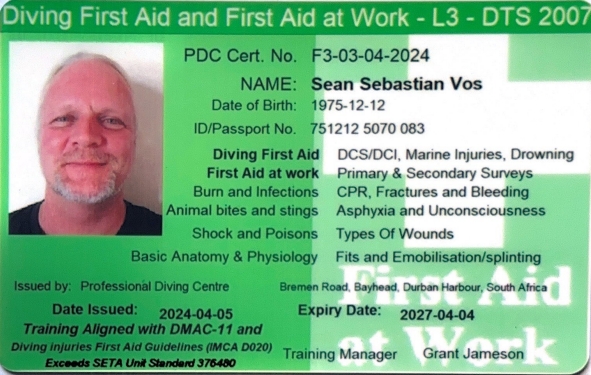 Diving First Aid and First Aid at Work - L3 - DTS 2007
PDC Cert. No. F3-03-04-2024
NAME: Sean Sebastian Vos
Date of Birth: 1975-12-12
ID/Passport No. 751212 5070 083
Diving First Aid DCS/DCI, Marine Injuries, Drowning
First Aid at work Primary & Secondary Surveys
Burn and Infections CPR, Fractures and Bleeding
Animal bites and stings Asphyxia and Unconsciousness
Shock and Poisons Types Of Wounds
Basic Anatomy & Physiology Fits and Emobilisation/splinting
First Aid
at Work
Issued by: Professional Diving Centre Bremen Road, Bayhead, Durban Harbour, South Africa
Date Issued: 2024-04-05 Expiry Date: 2027-04-04
Training Aligned with DMAC-11 and
Diving injuries First Aid Guidelines (IMCA D020)
Exceeds SETA Unit Standard 376480
Training Manager Grant Jameson